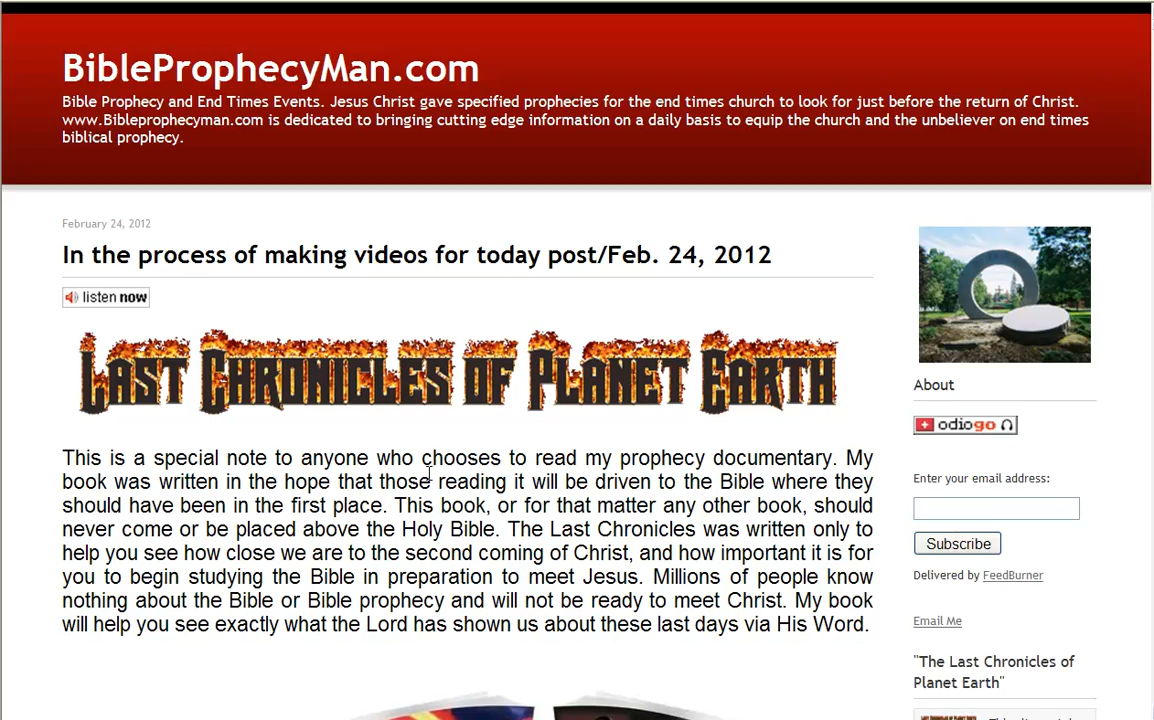 BibleProphecyMan.com
Bible Prophecy and End Times Events. Jesus Christ gave specified prophecies for the end times church to look for just before the return of Christ.
www.Bibleprophecyman.com is dedicated to bringing cutting edge information on a daily basis to equip the church and the unbeliever on end times
biblical prophecy.
February 24, 2012
In the process of making videos for today post/Feb. 24, 2012
listen now
Last Chronicles of Planet Earth
This is a special note to anyone who chooses to read my prophecy documentary. My
book was written in the hope that those reading it will be driven to the Bible where they
should have been in the first place. This book, or for that matter any other book, should
never come or be placed above the Holy Bible. The Last Chronicles was written only to
help you see how close we are to the second coming of Christ, and how important it is for
you to begin studying the Bible in preparation to meet Jesus. Millions of people know
nothing about the Bible or Bible prophecy and will not be ready to meet Christ. My book
will help you see exactly what the Lord has shown us about these last days via His Word.
About
odiogo
Enter your email address:
Subscribe
Delivered by FeedBurner
Email Me
"The Last Chronicles of
Planet Earth"